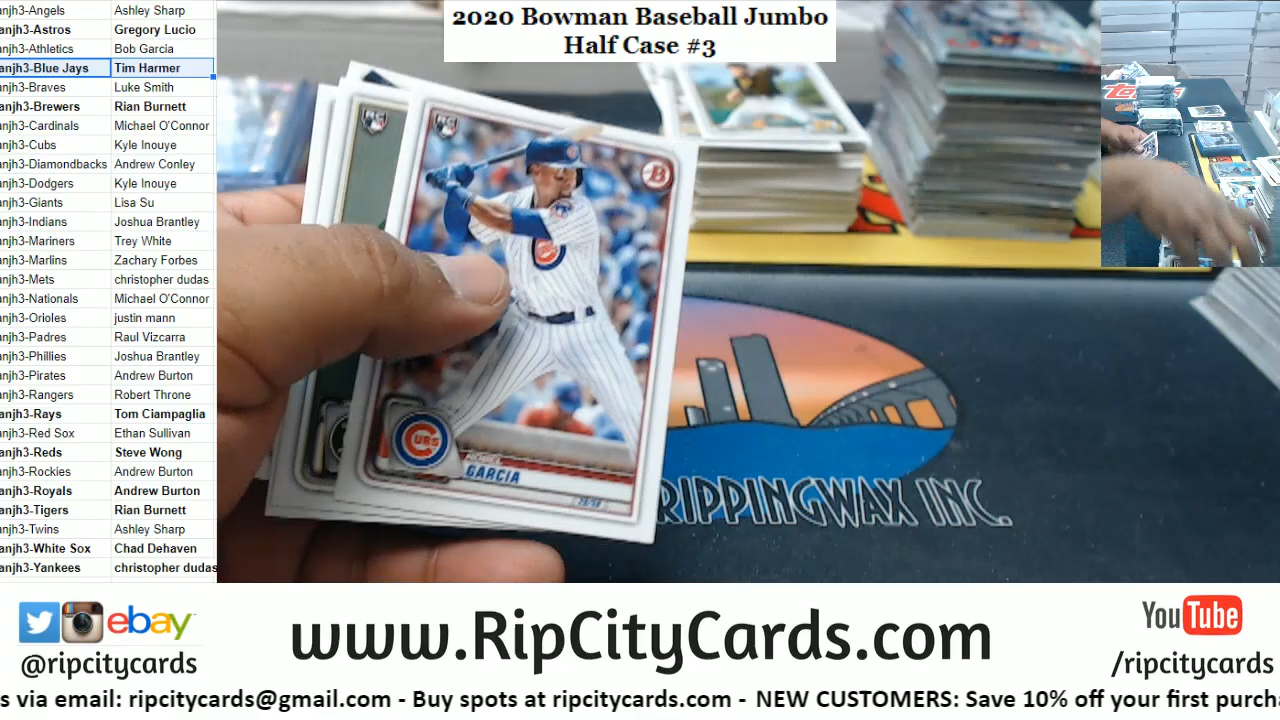 2020 Bowman Baseball Jumbo
Half Case #3
anjh3-Angels Ashley Sharp
anjh3-Astros Gregory Lucio
anjh3-Athletics Bob Garcia
anjh3-Blue Jays Tim Harmer
anjh3-Braves Luke Smith
anjh3-Brewers Rian Burnett
anjh3-Cardinals Michael O'Connor
anjh3-Cubs Kyle Inouye
anjh3-Diamondbacks Andrew Conley
anjh3-Dodgers Kyle Inouye
anjh3-Giants Lisa Su
anjh3-Indians Joshua Brantley
anjh3-Mariners Trey White
anjh3-Marlins Zachary Forbes
anjh3-Mets christopher dudas
anjh3-Nationals Michael O'Connor
anjh3-Orioles justin mann
anjh3-Padres Raul Vizcarra
anjh3-Phillies Joshua Brantley
anjh3-Pirates Andrew Burton
anjh3-Rangers Robert Throne
anjh3-Rays Tom Ciampaglia
anjh3-Red Sox Ethan Sullivan
anjh3-Reds Steve Wong
anjh3-Rockies Andrew Burton
anjh3-Royals Andrew Burton
anjh3-Tigers Rian Burnett
anjh3-Twins Ashley Sharp
anjh3-White Sox Chad Dehaven
anjh3-Yankees christopher dudas
RC
RC
B
CUBS
GARCIA
RIPPINGWAX INC.
ebay
@ripcitycards
www.RipCityCards.com
YouTube
/ripcitycards
s via email: ripcitycards@gmail.com - Buy spots at ripcitycards.com - NEW CUSTOMERS: Save 10% off your first purcha